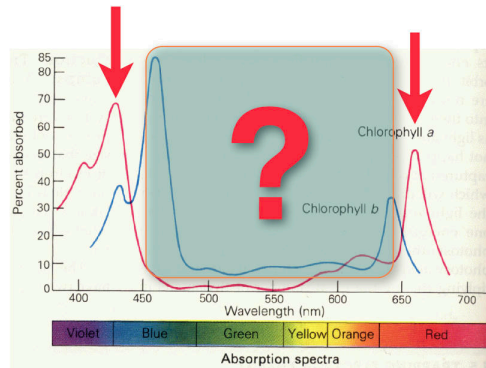 85
80
70
60
50
40
30
20
10
0
Percent absorbed
?
Chlorophyll a
Chlorophyll b
400 450 500 550 600 650 700
Wavelength (nm)
Violet Blue Green Yellow Orange Red
Absorption spectra